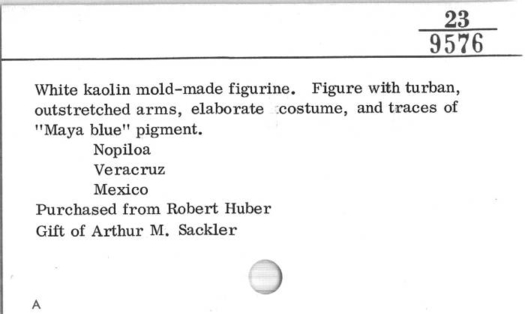 23
9576
White kaolin mold-made figurine. Figure with turban,
outstretched arms, elaborate costume, and traces of
"Maya blue" pigment.
Nopiloa
Veracruz
Mexico
Purchased from Robert Huber
Gift of Arthur M. Sackler
A